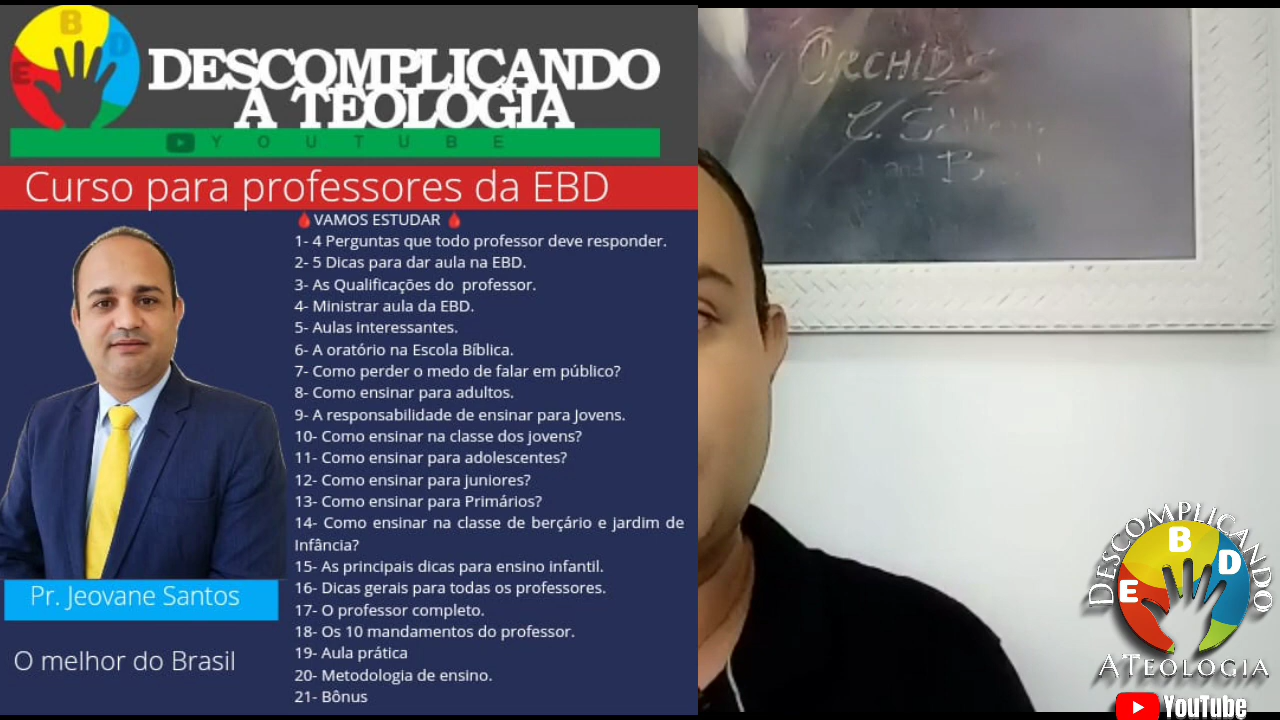 B
E D
DESCOMPLICANDO
A TEOLOGIA
YOUTUBE
Curso para professores da EBD
VAMOS ESTUDAR
1- 4 Perguntas que todo professor deve responder.
2- 5 Dicas para dar aula na EBD.
3- As Qualificações do professor.
4- Ministrar aula da EBD.
5- Aulas interessantes.
6- A oratório na Escola Bíblica.
7- Como perder o medo de falar em público?
8- Como ensinar para adultos.
9- A responsabilidade de ensinar para Jovens.
10- Como ensinar na classe dos jovens?
11- Como ensinar para adolescentes?
12- Como ensinar para juniores?
13- Como ensinar para Primários?
14- Como ensinar na classe de berçário e jardim de
Infância?
15- As principais dicas para ensino infantil.
16- Dicas gerais para todas os professores.
17- O professor completo.
18- Os 10 mandamentos do professor.
19- Aula prática
20- Metodologia de ensino.
21- Bônus
Pr. Jeovane Santos
O melhor do Brasil
ORCHIDS
and
DESCOMPLICANDO
B
E D
A TEOLOGIA
YouTube